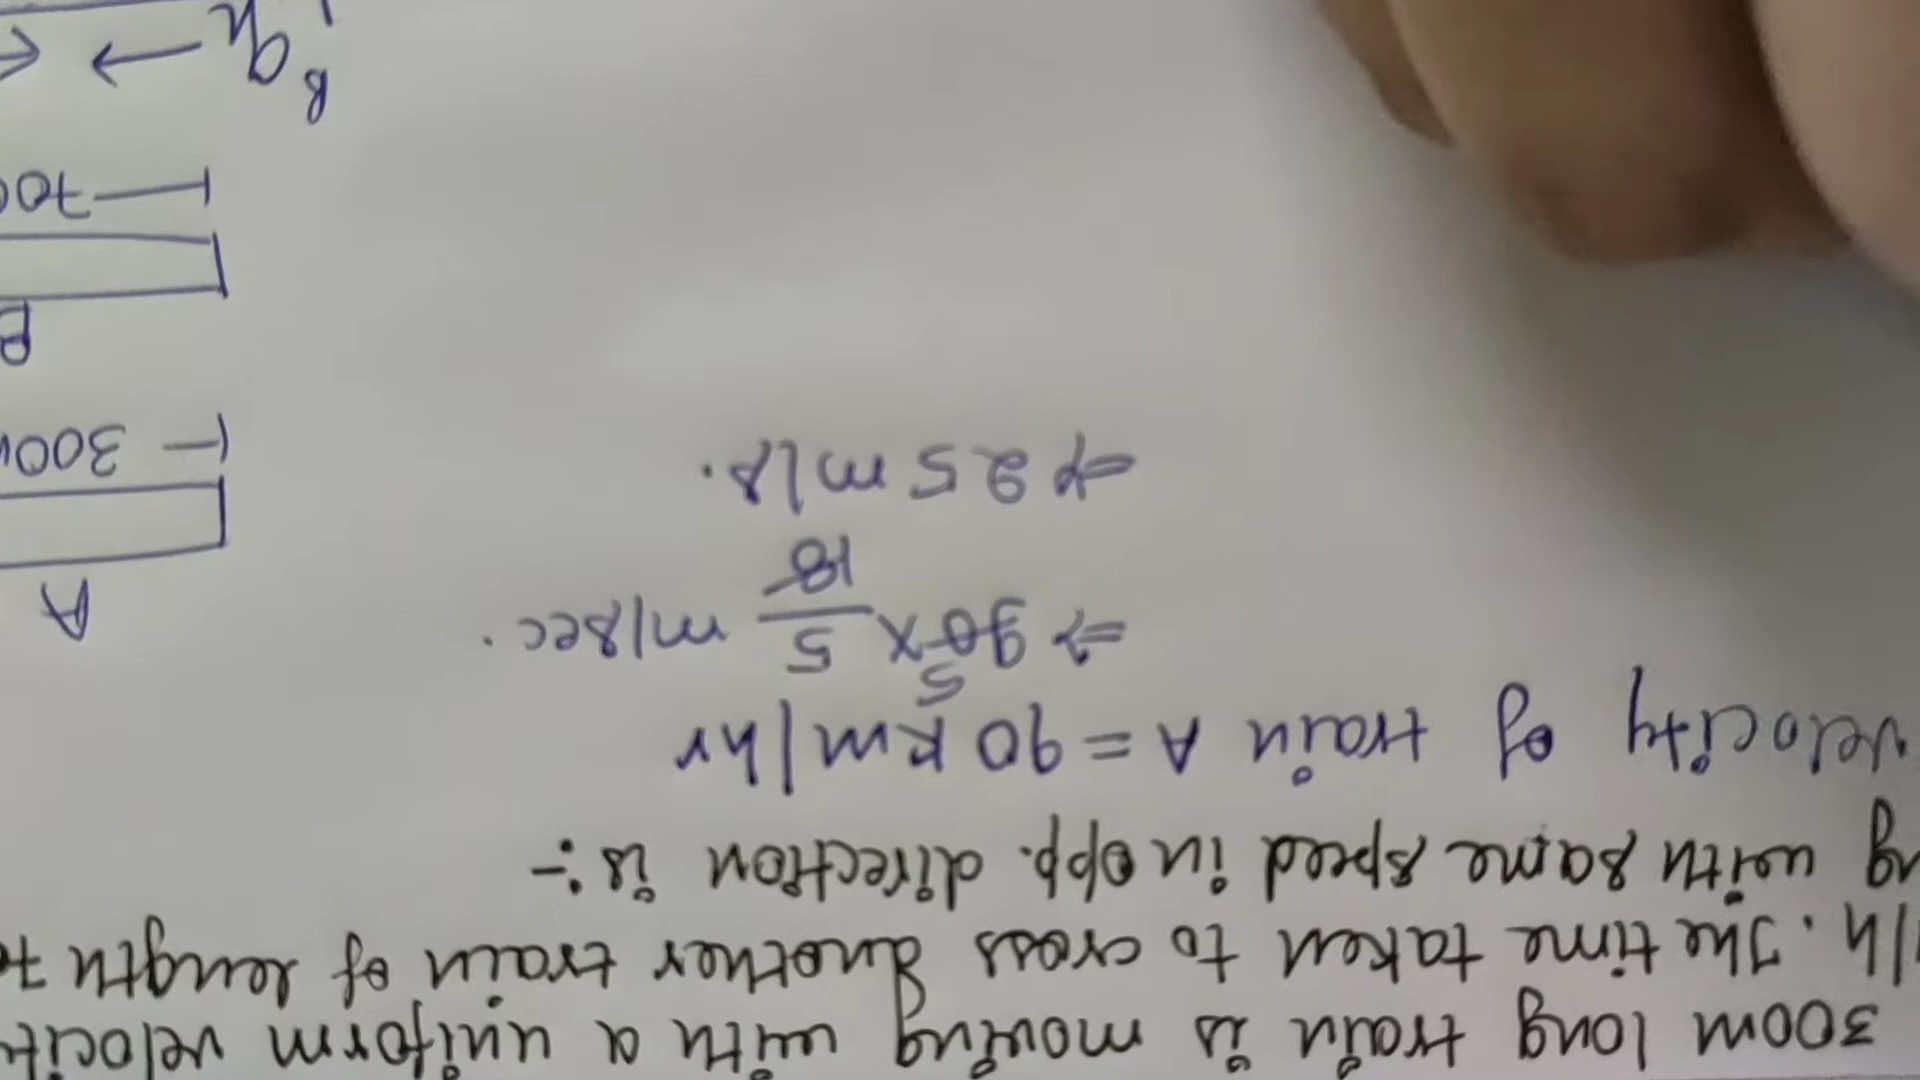 300m long train is moving with a uniform velocit
/h. The time taken to cross another train of length 7
ng with same speed in opp. direction is :-
velocity of train A = 90 Km/hr
5
⇒ 90 x 5/18 m/sec.
⇒ 25 m/s.
A
300
B
700